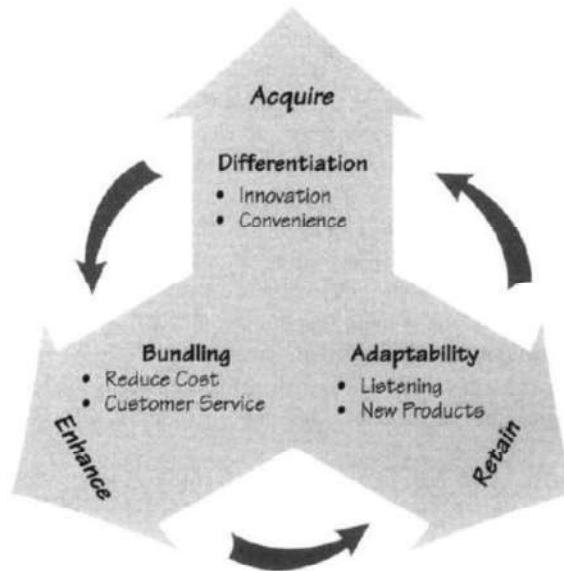 Acquire
Differentiation
• Innovation
• Convenience
Bundling
• Reduce Cost
• Customer Service
Enhance
Adaptability
• Listening
• New Products
Retain